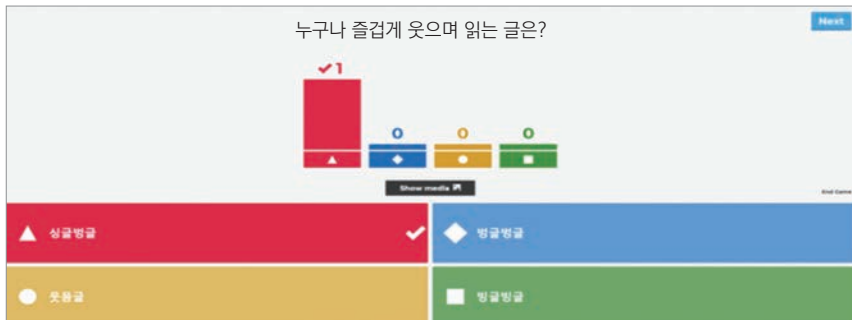 누구나 즐겁게 웃으며 읽는 글은?
Next
✔1
0
0
0
Show media
End Game
싱글벙글
벙글벙글
웃음글
빙글빙글